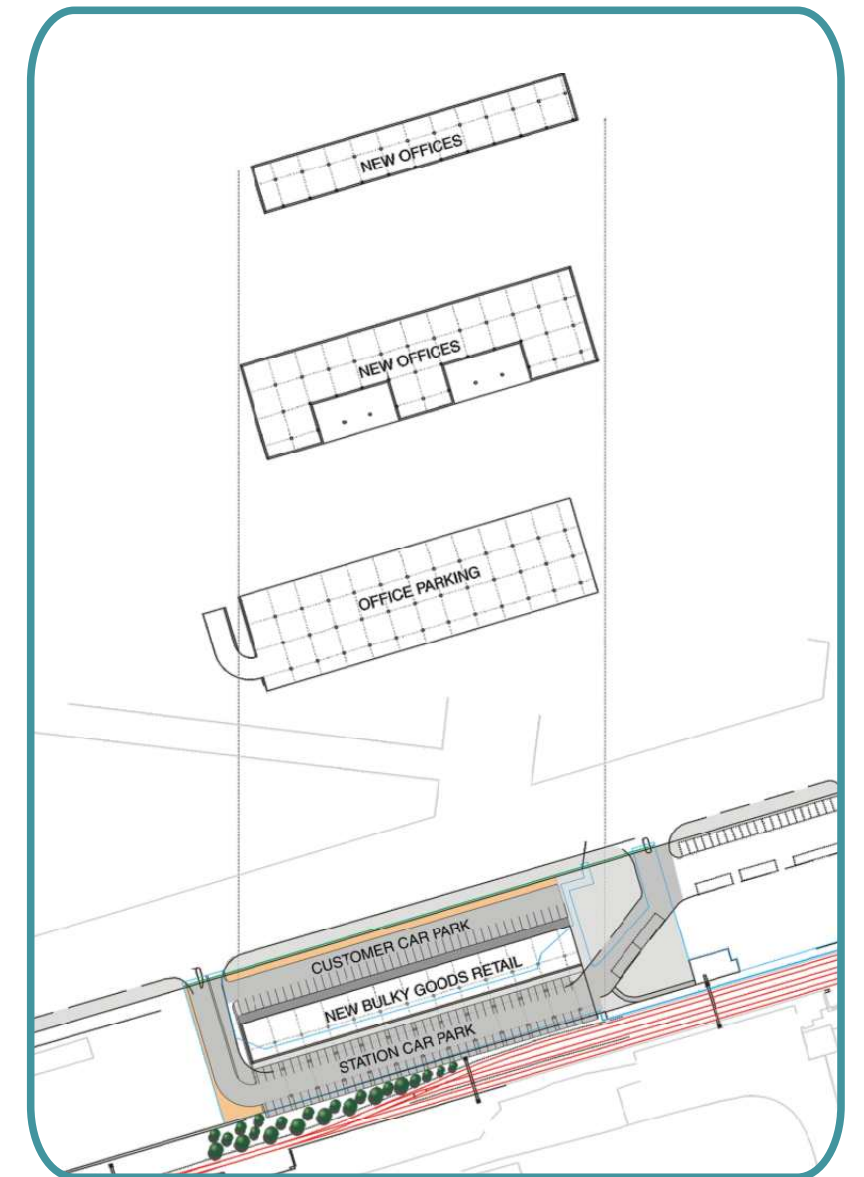 NEW OFFICES
NEW OFFICES
OFFICE PARKING
CUSTOMER CAR PARK
NEW BULKY GOODS RETAIL
STATION CAR PARK